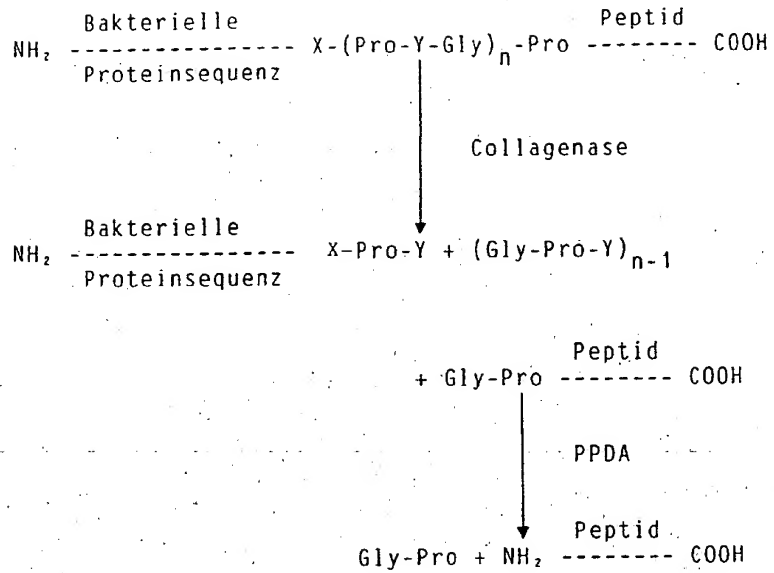 Bakterielle Peptid
NH₂ ---------------- X-(Pro-Y-Gly)n-Pro -------- COOH
Proteinsequenz
Collagenase
Bakterielle
NH₂ ---------------- X-Pro-Y + (Gly-Pro-Y)n-1
Proteinsequenz
Peptid
+ Gly-Pro -------- COOH
PPDA
Peptid
Gly-Pro + NH₂ -------- COOH